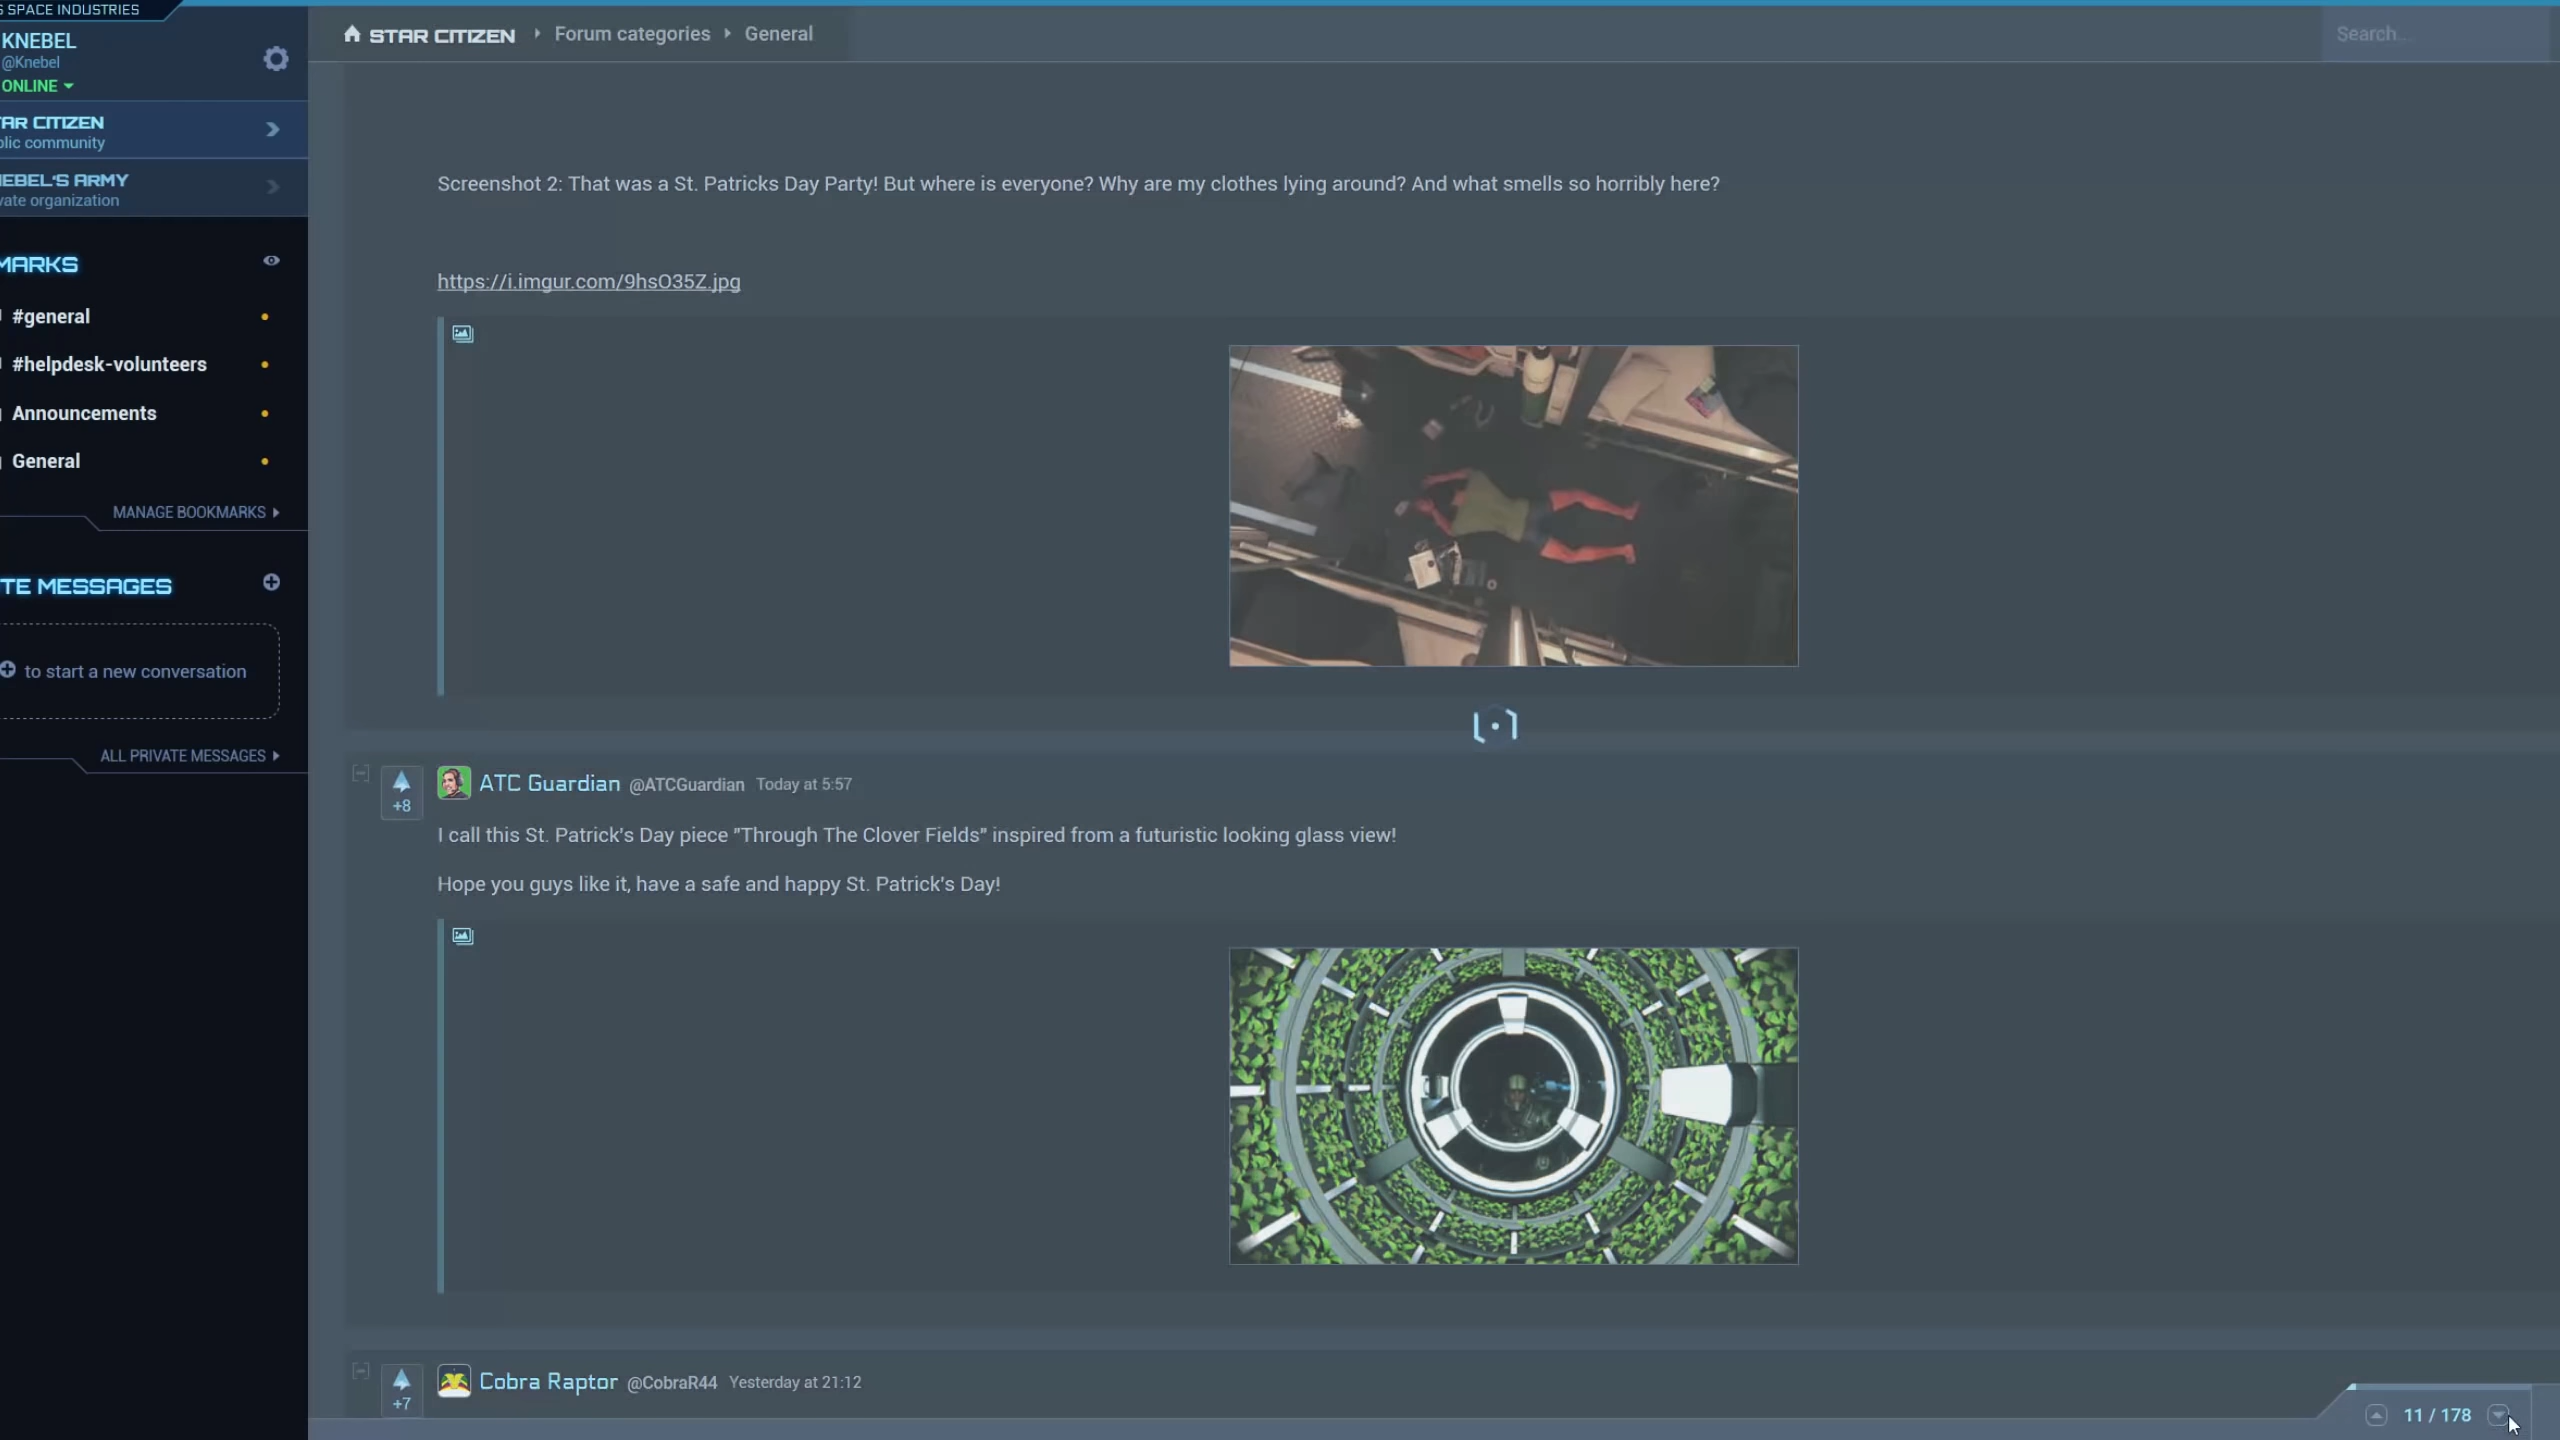 S SPACE INDUSTRIES
KNEBEL
@Knebel
ONLINE
AR CITIZEN
blic community
EBEL'S ARMY
vate organization
MARKS
#general
#helpdesk-volunteers
Announcements
General
MANAGE BOOKMARKS
TE MESSAGES
to start a new conversation
ALL PRIVATE MESSAGES
STAR CITIZEN
Forum categories
General
Search...
Screenshot 2: That was a St. Patricks Day Party! But where is everyone? Why are my clothes lying around? And what smells so horribly here?
https://i.imgur.com/9hsO35Z.jpg
+8
ATC Guardian @ATCGuardian Today at 5:57
I call this St. Patrick's Day piece "Through The Clover Fields" inspired from a futuristic looking glass view!
Hope you guys like it, have a safe and happy St. Patrick's Day!
+7
Cobra Raptor @CobraR44 Yesterday at 21:12
11 / 178